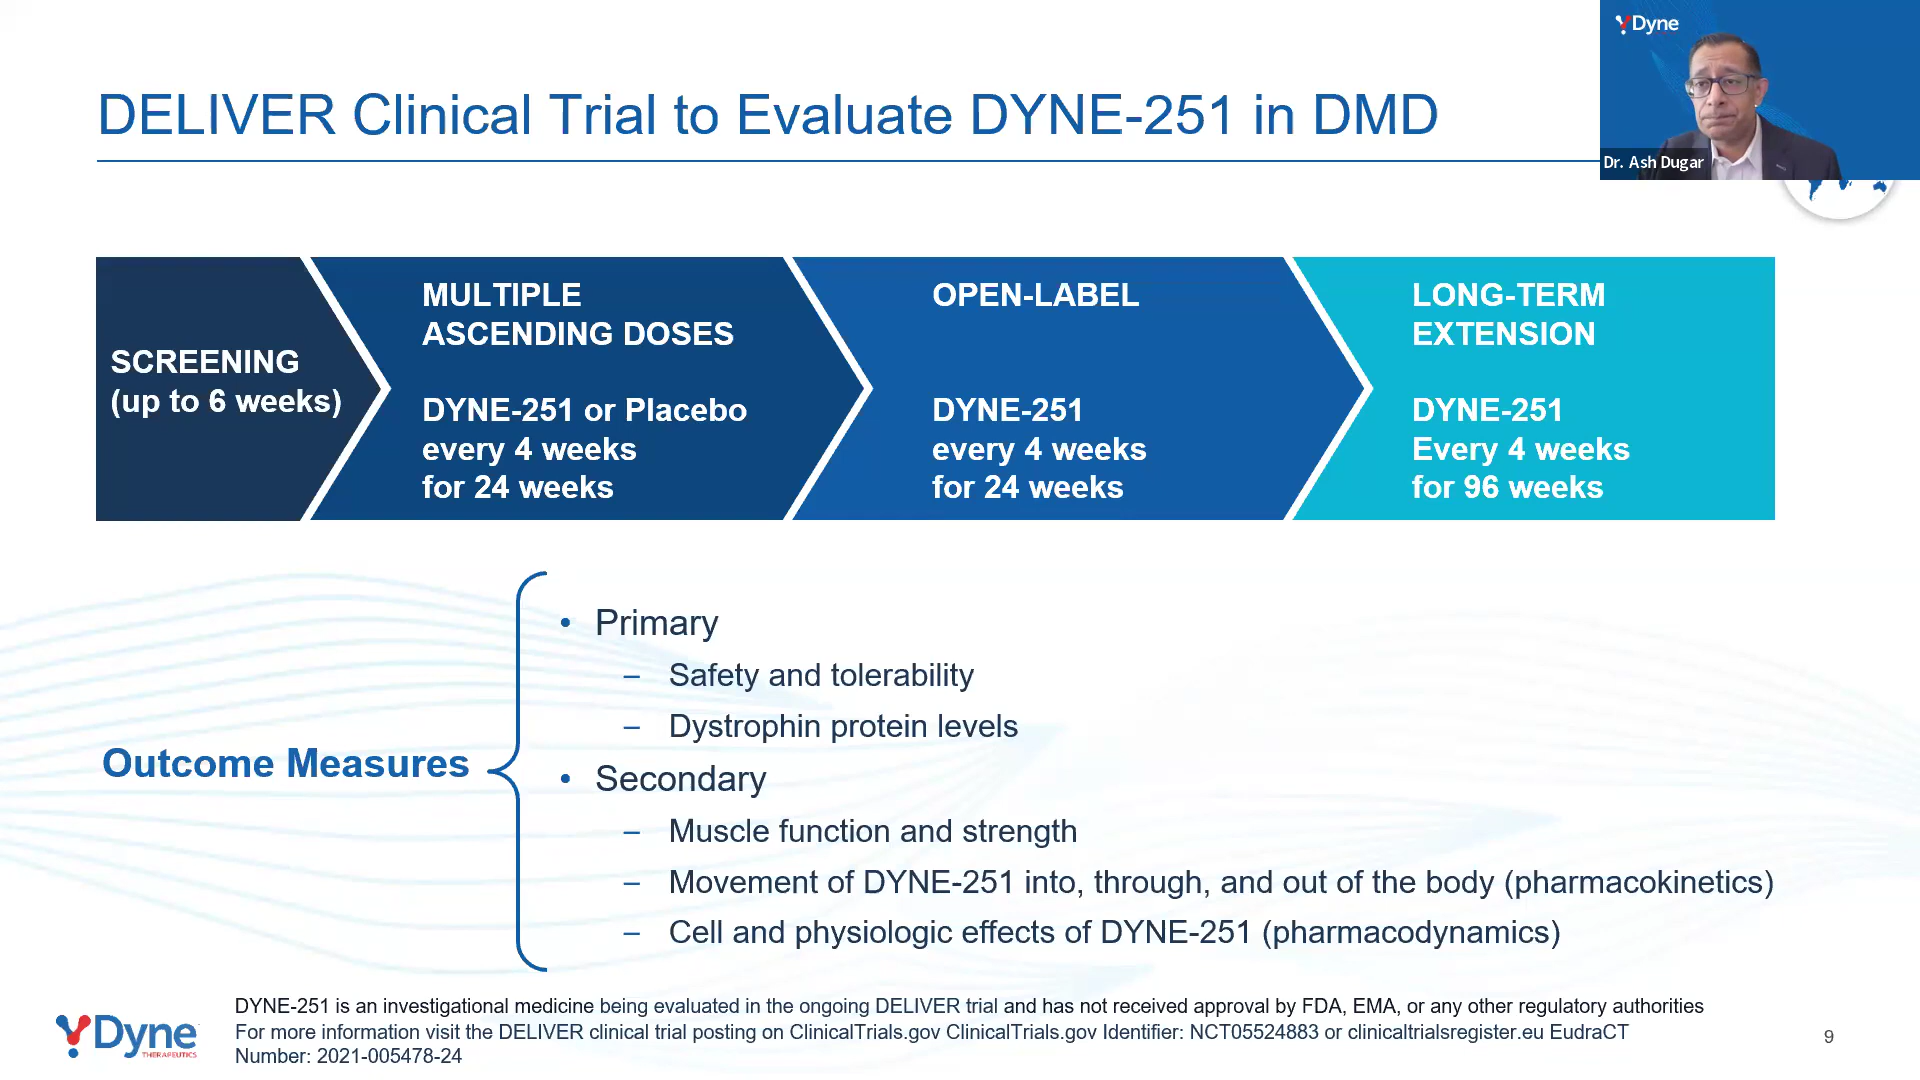 Dyne
DELIVER Clinical Trial to Evaluate DYNE-251 in DMD
Dr. Ash Dugar
SCREENING
(up to 6 weeks)
MULTIPLE
ASCENDING DOSES
DYNE-251 or Placebo
every 4 weeks
for 24 weeks
OPEN-LABEL
DYNE-251
every 4 weeks
for 24 weeks
LONG-TERM
EXTENSION
DYNE-251
Every 4 weeks
for 96 weeks
Outcome Measures
• Primary
– Safety and tolerability
– Dystrophin protein levels
• Secondary
– Muscle function and strength
– Movement of DYNE-251 into, through, and out of the body (pharmacokinetics)
– Cell and physiologic effects of DYNE-251 (pharmacodynamics)
Dyne
THERAPEUTICS
DYNE-251 is an investigational medicine being evaluated in the ongoing DELIVER trial and has not received approval by FDA, EMA, or any other regulatory authorities
For more information visit the DELIVER clinical trial posting on ClinicalTrials.gov ClinicalTrials.gov Identifier: NCT05524883 or clinicaltrialsregister.eu EudraCT
Number: 2021-005478-24
9